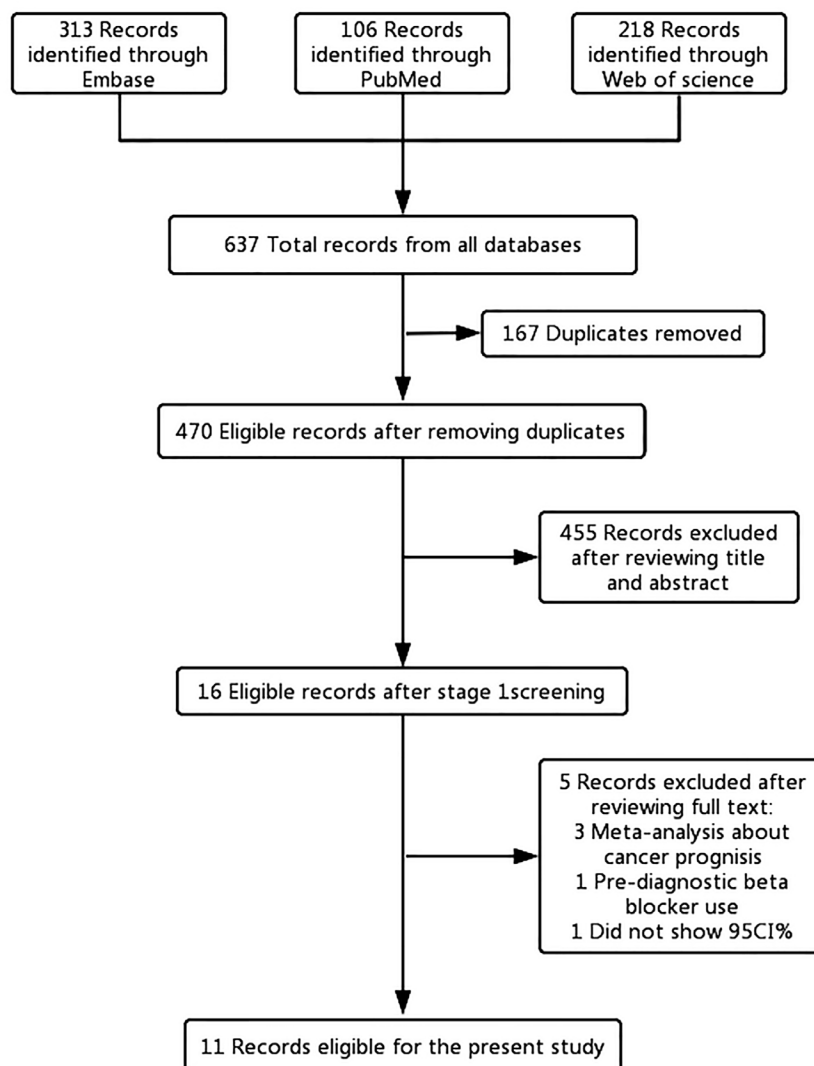 313 Records
identified through
Embase
106 Records
identified through
PubMed
218 Records
identified through
Web of science
637 Total records from all databases
167 Duplicates removed
470 Eligible records after removing duplicates
455 Records excluded
after reviewing title
and abstract
16 Eligible records after stage 1screening
5 Records excluded after
reviewing full text:
3 Meta-analysis about
cancer prognisis
1 Pre-diagnostic beta
blocker use
1 Did not show 95CI%
11 Records eligible for the present study